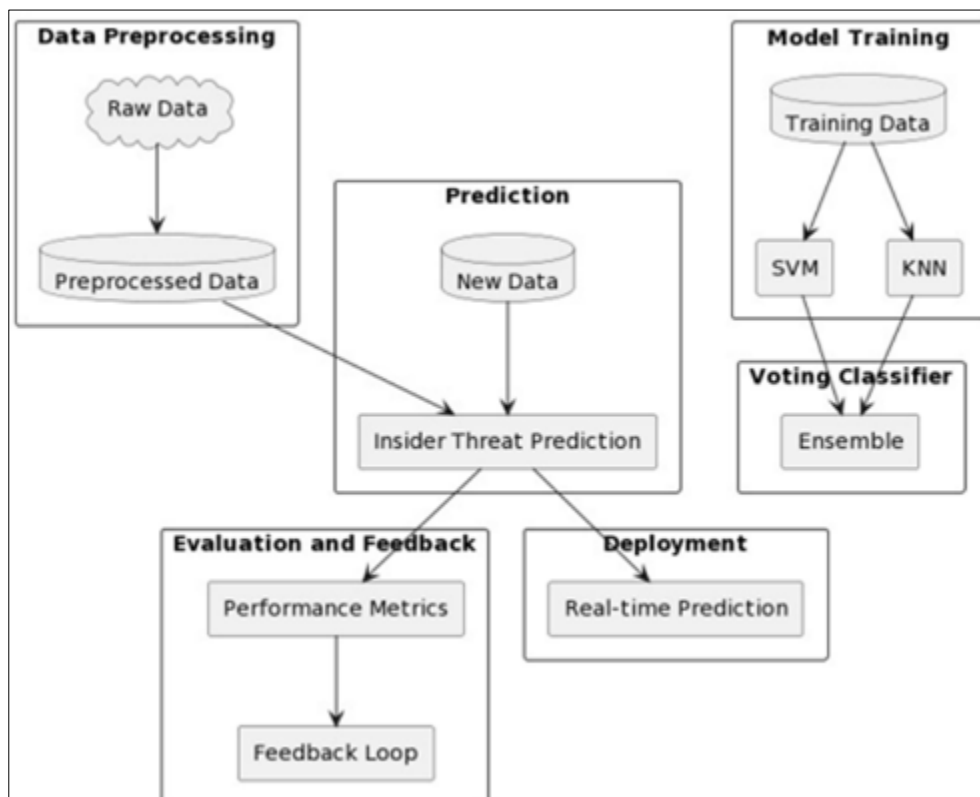 Data Preprocessing
Raw Data
Preprocessed Data
Prediction
New Data
Insider Threat Prediction
Model Training
Training Data
SVM
KNN
Voting Classifier
Ensemble
Evaluation and Feedback
Performance Metrics
Feedback Loop
Deployment
Real-time Prediction